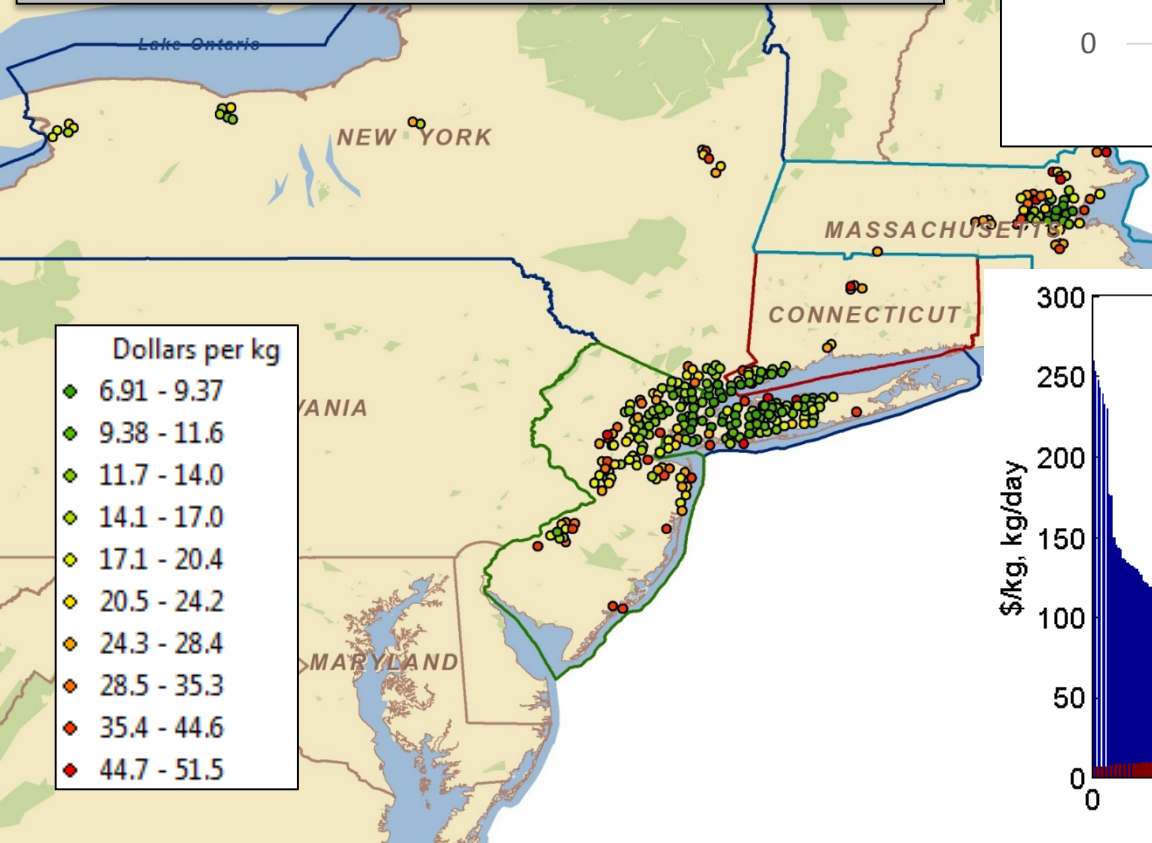 Lake Ontario
0
NEW YORK
MASSACHUSETTS
CONNECTICUT
VANIA
MARYLAND
Dollars per kg
6.91 - 9.37
9.38 - 11.6
11.7 - 14.0
14.1 - 17.0
17.1 - 20.4
20.5 - 24.2
24.3 - 28.4
28.5 - 35.3
35.4 - 44.6
44.7 - 51.5
$/kg, kg/day
300
250
200
150
100
50
0
0